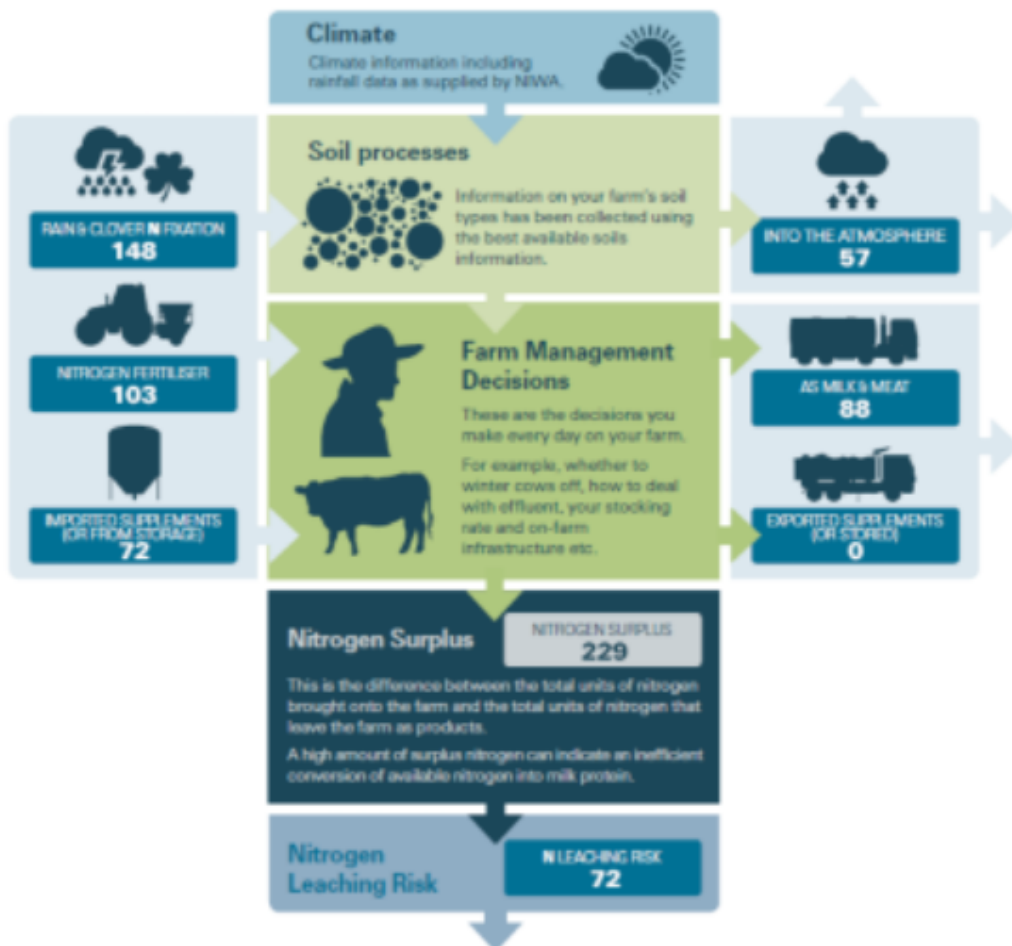 Climate
Climate information including
rainfall data as supplied by NIWA.
Soil processes
Information on your farm's soil
types has been collected using
the best available soils
information.
RAIN & CLOVER N FIXATION
148
NITROGEN FERTILISER
103
IMPORTED SUPPLEMENTS
(OR FROM STORAGE)
72
Farm Management
Decisions
These are the decisions you
make every day on your farm.
For example, whether to
winter cows off, how to deal
with effluent, your stocking
rate and on-farm
infrastructure etc.
INTO THE ATMOSPHERE
57
AS MILK & MEAT
88
EXPORTED SUPPLEMENTS
(OR STORED)
0
Nitrogen Surplus
NITROGEN SURPLUS
229
This is the difference between the total units of nitrogen
brought onto the farm and the total units of nitrogen that
leave the farm as products.
A high amount of surplus nitrogen can indicate an inefficient
conversion of available nitrogen into milk protein.
Nitrogen
Leaching Risk
N LEACHING RISK
72